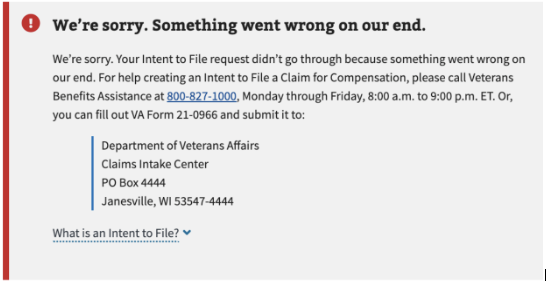 We're sorry. Something went wrong on our end.
We're sorry. Your Intent to File request didn't go through because something went wrong on
our end. For help creating an Intent to File a Claim for Compensation, please call Veterans
Benefits Assistance at 800-827-1000, Monday through Friday, 8:00 a.m. to 9:00 p.m. ET. Or,
you can fill out VA Form 21-0966 and submit it to:
Department of Veterans Affairs
Claims Intake Center
PO Box 4444
Janesville, WI 53547-4444
What is an Intent to File?